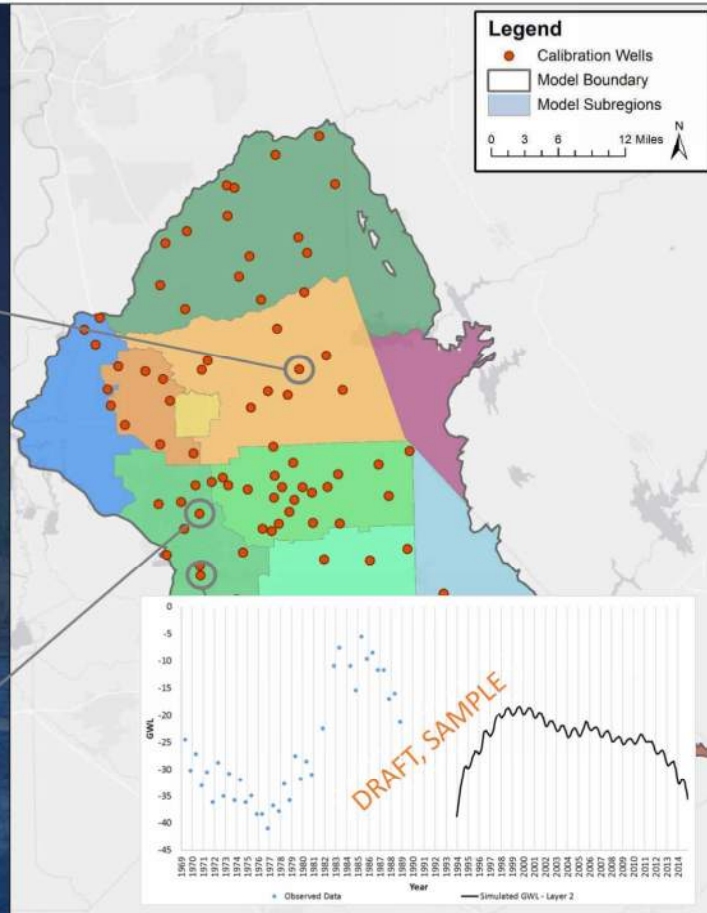 Legend
Calibration Wells
Model Boundary
Model Subregions
0 3 6 12 Miles
N
0
-5
-10
-15
-20
-25
-30
-35
-40
-45
GWL
DRAFT, SAMPLE
1969 1970 1971 1972 1973 1974 1975 1976 1977 1978 1979 1980 1981 1982 1983 1984 1985 1986 1987 1988 1989 1990 1991 1992 1993 1994 1995 1996 1997 1998 1999 2000 2001 2002 2003 2004 2005 2006 2007 2008 2009 2010 2011 2012 2013 2014
Year
Observed Data
Simulated GWL - Layer 2